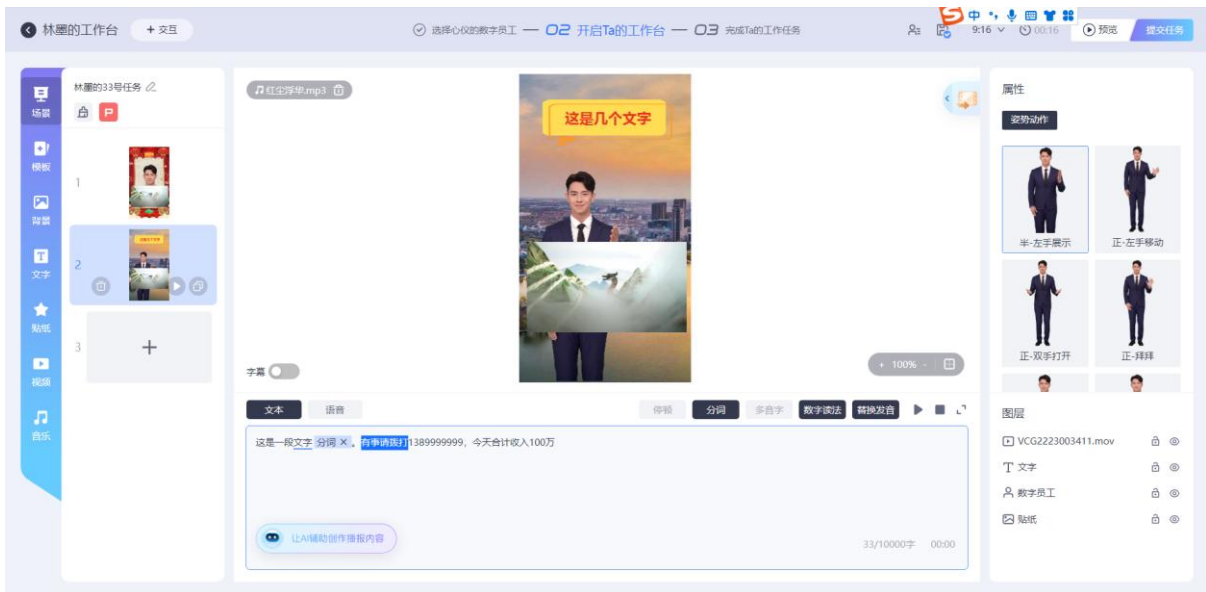 林墨的工作台 + 交互
选择心仪的数字员工 — 02 开启Ta的工作台 — 03 完成Ta的工作任务
中
9:16 00:16 预览 提交任务
场景
模板
背景
文字
贴纸
视频
音乐
林墨的33号任务
P
1
2
3
红尘浮华.mp3
这是几个文字
字幕
+ 100% -
属性
姿势动作
半-左手展示 正-左手移动
正-双手打开 正-拜拜
文本 语音 停顿 分词 多音字 数字读法 替换发音
这是一段文字 分词 ×。有事请拨打1389999999，今天合计收入100万
让AI辅助创作播报内容
33/10000字 00:00
图层
VCG2223003411.mov
文字
数字员工
贴纸